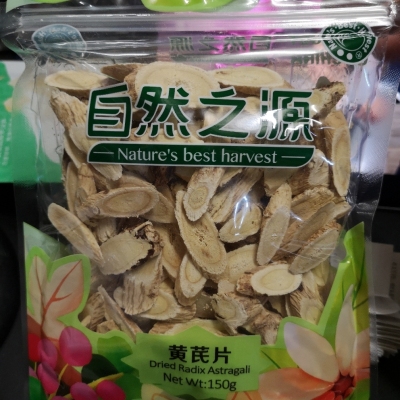 自然之源
Nature's best harvest
黄芪片
Dried Radix Astragali
Net Wt:150g